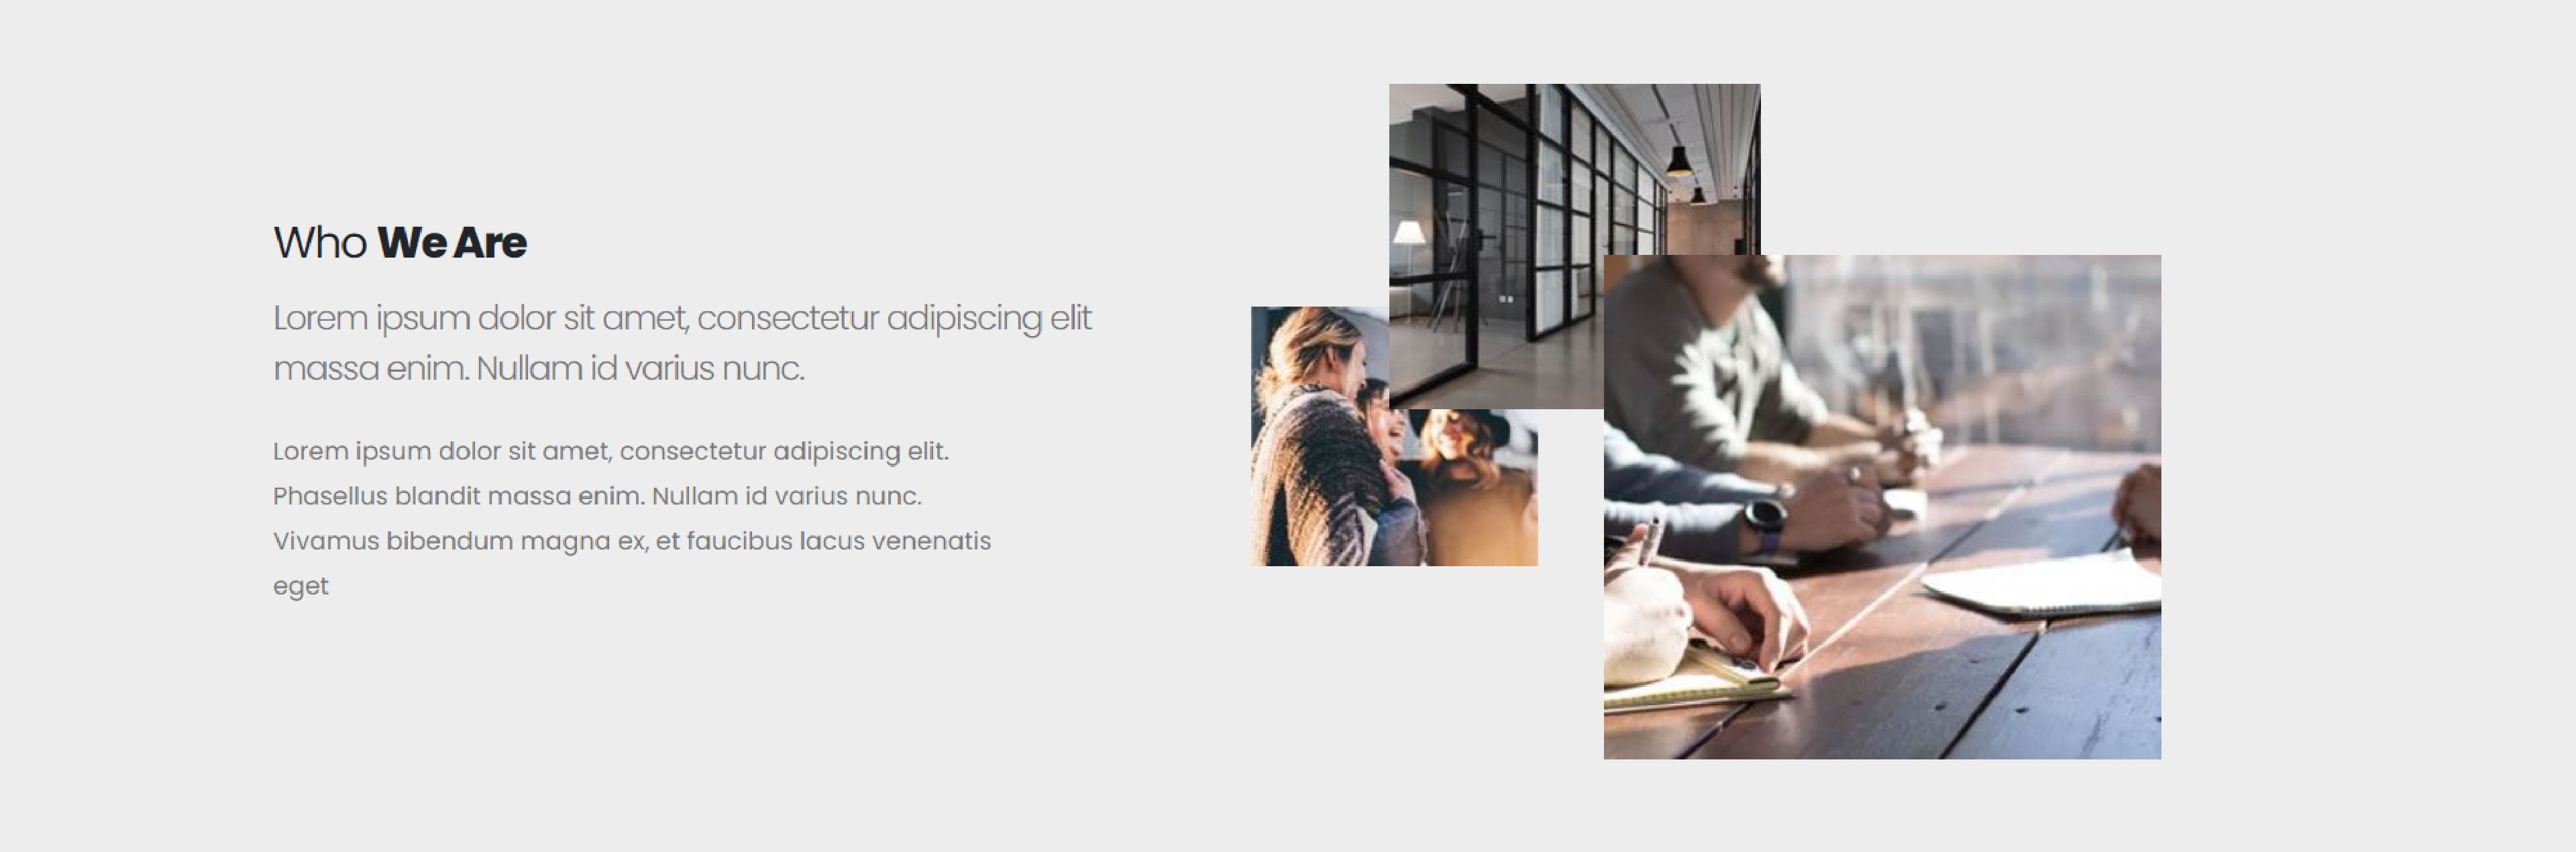 Who We Are
Lorem ipsum dolor sit amet, consectetur adipiscing elit
massa enim. Nullam id varius nunc.
Lorem ipsum dolor sit amet, consectetur adipiscing elit.
Phasellus blandit massa enim. Nullam id varius nunc.
Vivamus bibendum magna ex, et faucibus lacus venenatis
eget